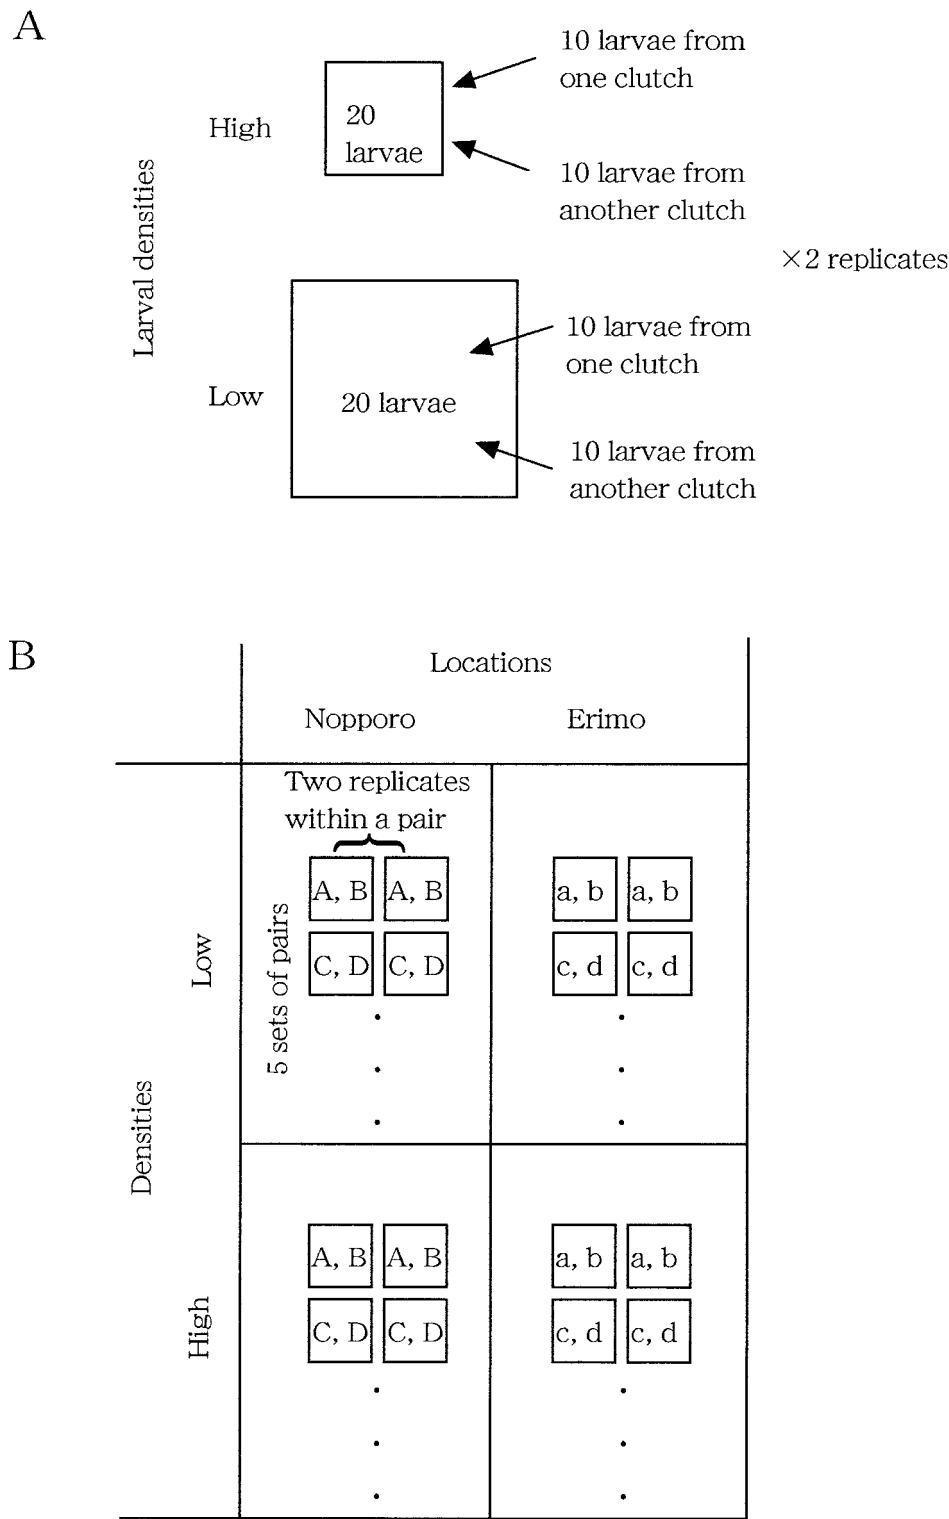 A
10 larvae from
one clutch
High
20
larvae
10 larvae from
another clutch
Larval densities
×2 replicates
10 larvae from
one clutch
Low
20 larvae
10 larvae from
another clutch
B
Locations
Nopporo
Erimo
Two replicates
within a pair
5 sets of pairs
Densities
Low
A, B
A, B
a, b
a, b
C, D
C, D
c, d
c, d
High
A, B
A, B
a, b
a, b
C, D
C, D
c, d
c, d